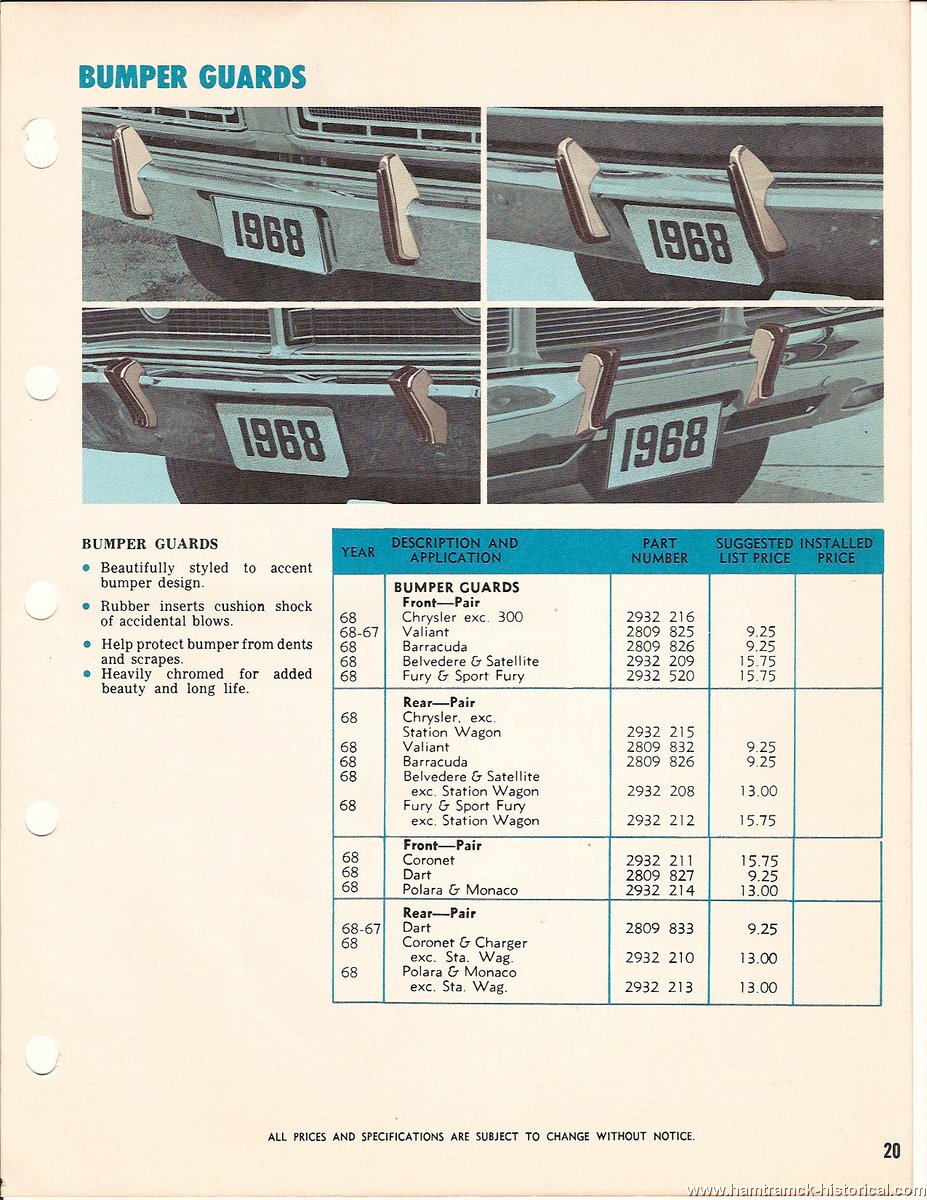 BUMPER GUARDS
1968
1968
1968
1968
BUMPER GUARDS
• Beautifully styled to accent
bumper design.
• Rubber inserts cushion shock
of accidental blows.
• Help protect bumper from dents
and scrapes.
• Heavily chromed for added
beauty and long life.
YEAR DESCRIPTION AND APPLICATION PART NUMBER SUGGESTED LIST PRICE INSTALLED PRICE
BUMPER GUARDS
Front—Pair
68 Chrysler exc. 300 2932 216
68-67 Valiant 2809 825 9.25
68 Barracuda 2809 826 9.25
68 Belvedere & Satellite 2932 209 15.75
68 Fury & Sport Fury 2932 520 15.75
Rear—Pair
68 Chrysler, exc.
Station Wagon 2932 215
68 Valiant 2809 832 9.25
68 Barracuda 2809 826 9.25
68 Belvedere & Satellite
exc. Station Wagon 2932 208 13.00
68 Fury & Sport Fury
exc. Station Wagon 2932 212 15.75
Front—Pair
68 Coronet 2932 211 15.75
68 Dart 2809 827 9.25
68 Polara & Monaco 2932 214 13.00
Rear—Pair
68-67 Dart 2809 833 9.25
68 Coronet & Charger
exc. Sta. Wag. 2932 210 13.00
68 Polara & Monaco
exc. Sta. Wag. 2932 213 13.00
ALL PRICES AND SPECIFICATIONS ARE SUBJECT TO CHANGE WITHOUT NOTICE.
20
www.hamtramck-historical.com